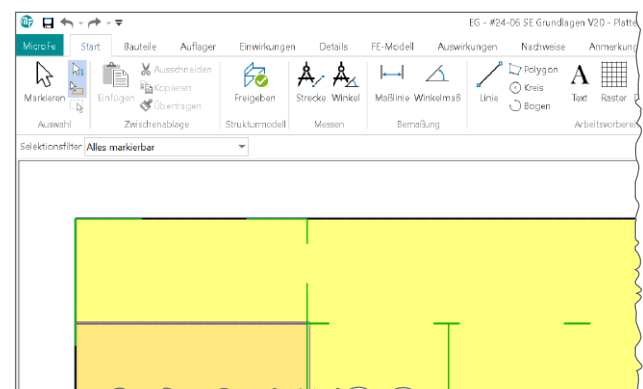 EG - #24-06 SE Grundlagen V20 - Platte
MicroFe Start Bauteile Auflager Einwirkungen Details FE-Modell Auswirkungen Nachweise Anmerkung
Markieren Einfügen Ausschneiden Kopieren Übertragen Freigeben Strecke Winkel Maßlinie Winkelmaß Linie Polygon Kreis Bogen Text Raster
Auswahl Zwischenablage Strukturmodell Messen Bemaßung Arbeitsvorberei
Selektionsfilter Alles markierbar